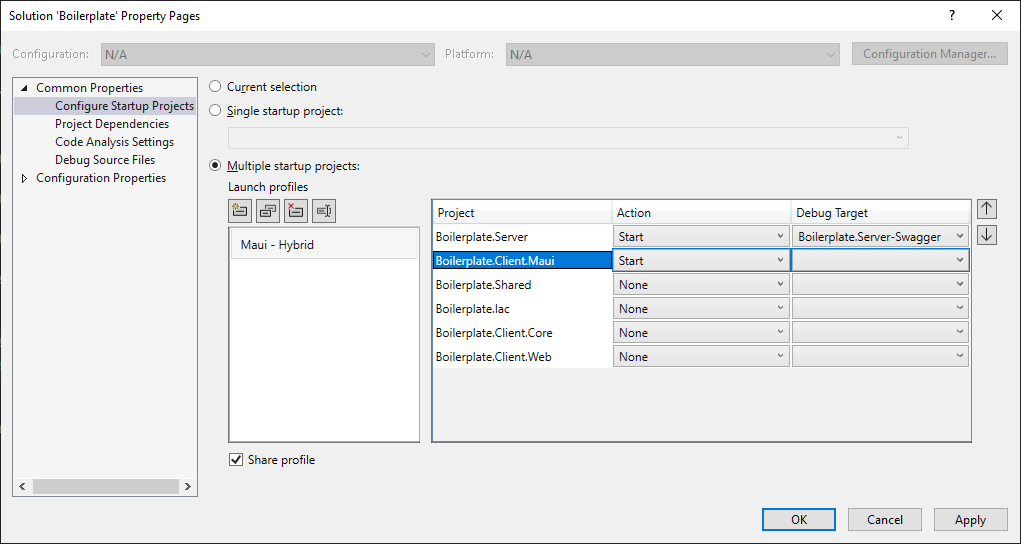 Solution 'Boilerplate' Property Pages
?
Configuration: N/A Platform: N/A Configuration Manager...
Common Properties
Configure Startup Projects
Project Dependencies
Code Analysis Settings
Debug Source Files
Configuration Properties
Current selection
Single startup project:
Multiple startup projects:
Launch profiles
Maui - Hybrid
Project Action Debug Target
Boilerplate.Server Start Boilerplate.Server-Swagger
Boilerplate.Client.Maui Start
Boilerplate.Shared None
Boilerplate.Iac None
Boilerplate.Client.Core None
Boilerplate.Client.Web None
Share profile
OK Cancel Apply